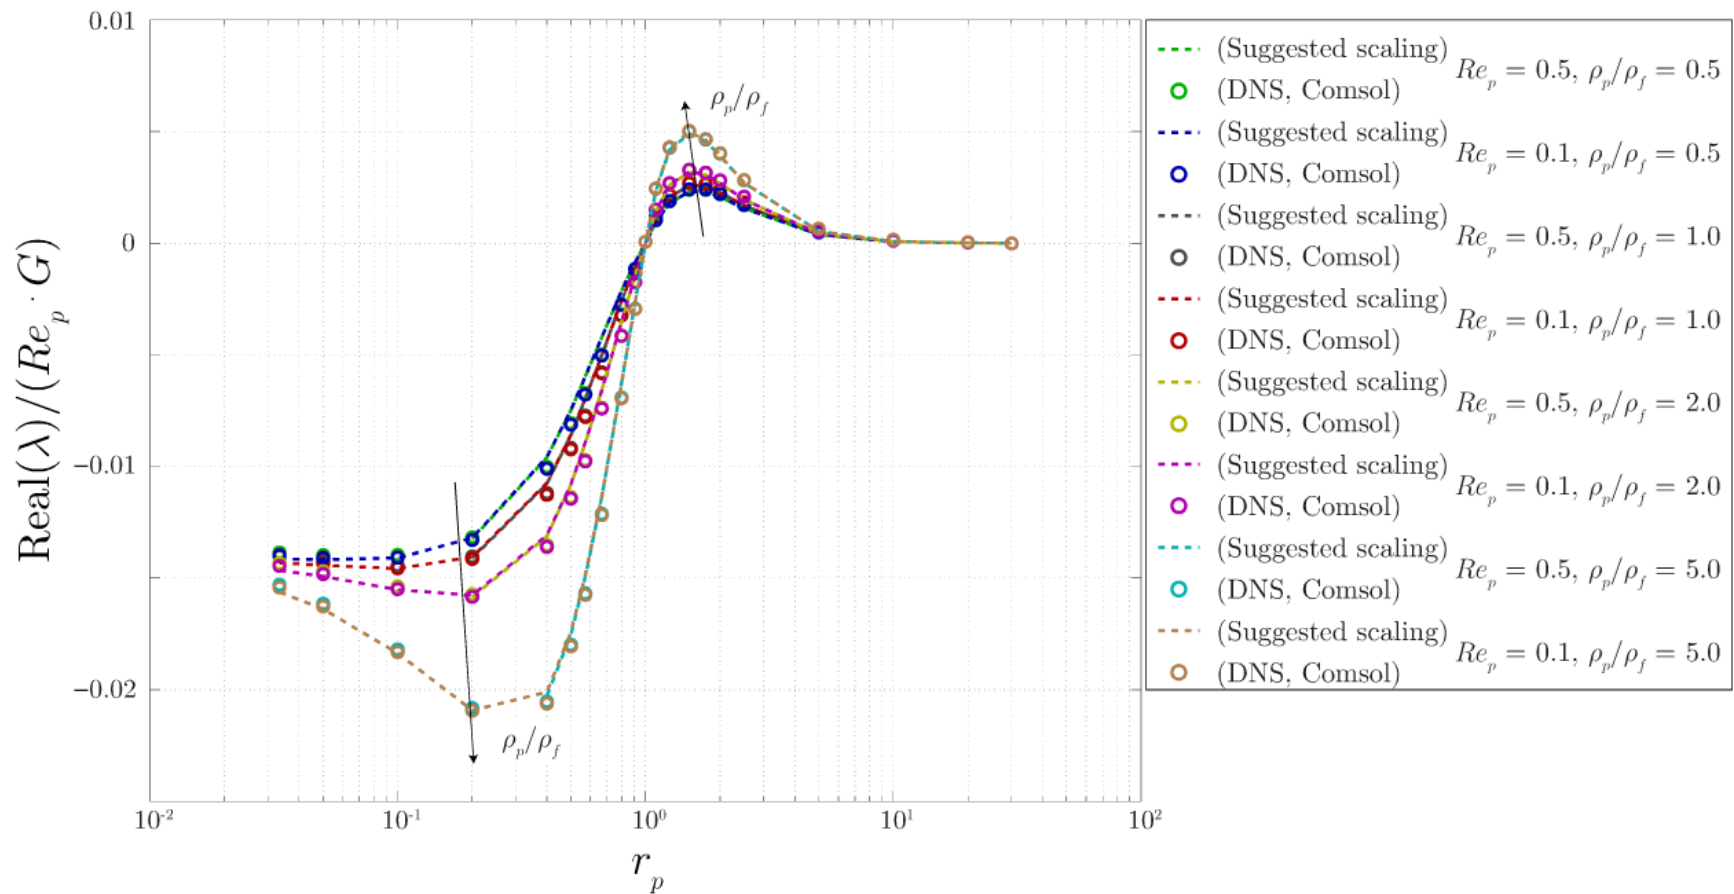 0.01
0
−0.01
−0.02
Real(λ)/(Re_p · G)
10^-2
10^-1
10^0
10^1
10^2
r_p
ρ_p/ρ_f
ρ_p/ρ_f
(Suggested scaling)
(DNS, Comsol)
Re_p = 0.5, ρ_p/ρ_f = 0.5
(Suggested scaling)
(DNS, Comsol)
Re_p = 0.1, ρ_p/ρ_f = 0.5
(Suggested scaling)
(DNS, Comsol)
Re_p = 0.5, ρ_p/ρ_f = 1.0
(Suggested scaling)
(DNS, Comsol)
Re_p = 0.1, ρ_p/ρ_f = 1.0
(Suggested scaling)
(DNS, Comsol)
Re_p = 0.5, ρ_p/ρ_f = 2.0
(Suggested scaling)
(DNS, Comsol)
Re_p = 0.1, ρ_p/ρ_f = 2.0
(Suggested scaling)
(DNS, Comsol)
Re_p = 0.5, ρ_p/ρ_f = 5.0
(Suggested scaling)
(DNS, Comsol)
Re_p = 0.1, ρ_p/ρ_f = 5.0